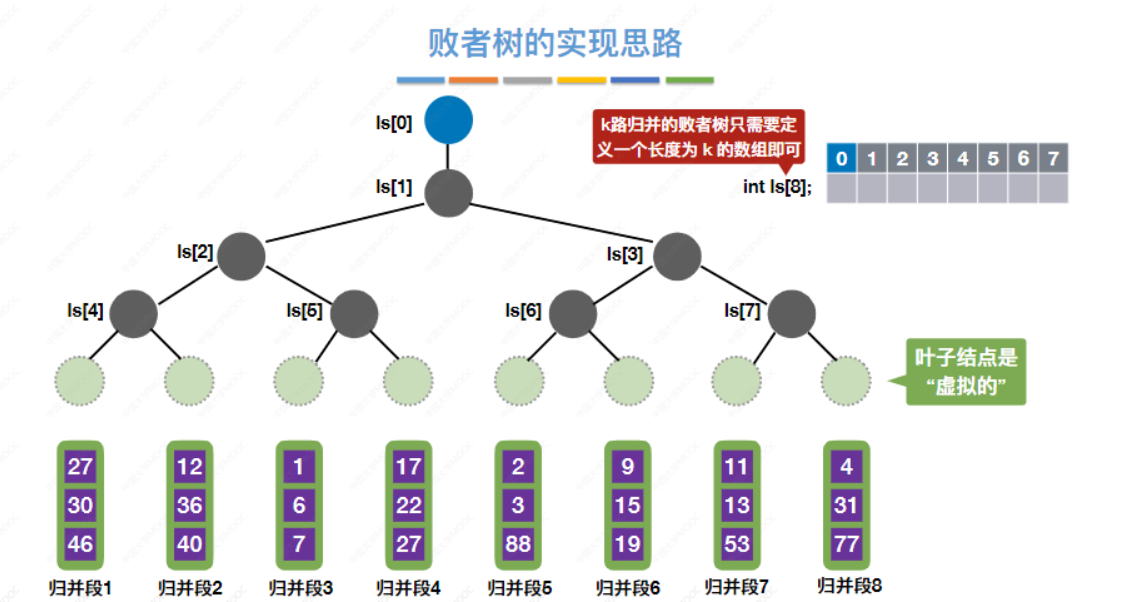 败者树的实现思路
ls[0]
k路归并的败者树只需要定
义一个长度为 k 的数组即可
0 1 2 3 4 5 6 7
ls[1]
int ls[8];
ls[2]
ls[3]
ls[4]
ls[5]
ls[6]
ls[7]
叶子结点是
“虚拟的”
27 12 1 17 2 9 11 4
30 36 6 22 3 15 13 31
46 40 7 27 88 19 53 77
归并段1 归并段2 归并段3 归并段4 归并段5 归并段6 归并段7 归并段8